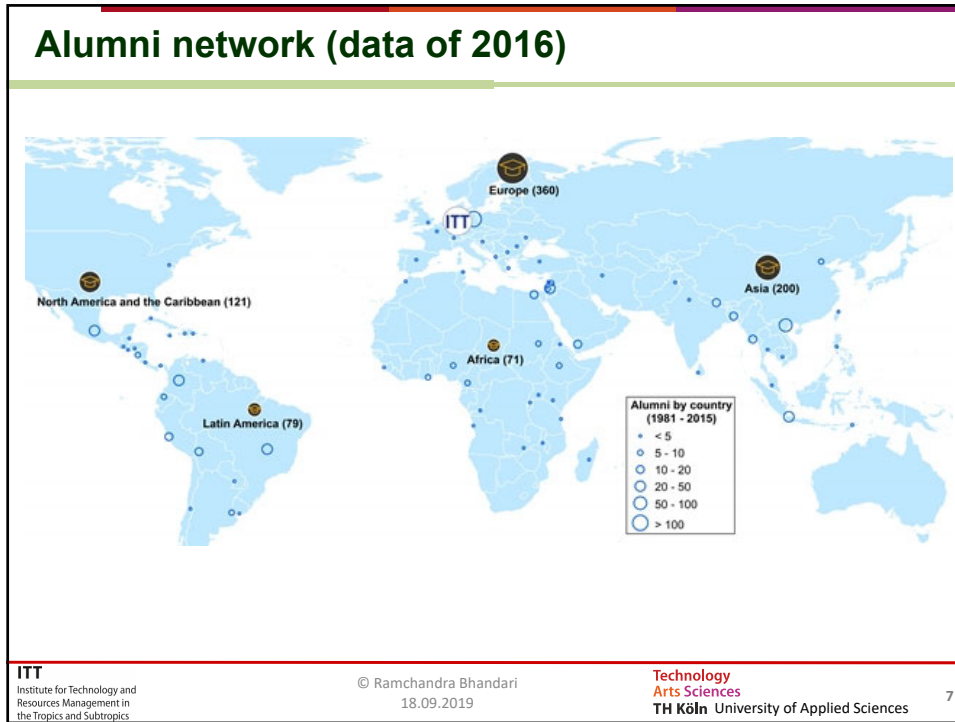 Alumni network (data of 2016)
Europe (360)
ITT
Asia (200)
North America and the Caribbean (121)
Africa (71)
Latin America (79)
Alumni by country
(1981 - 2015)
< 5
5 - 10
10 - 20
20 - 50
50 - 100
> 100
ITT
Institute for Technology and
Resources Management in
the Tropics and Subtropics
© Ramchandra Bhandari
18.09.2019
Technology
Arts Sciences
TH Köln University of Applied Sciences
7